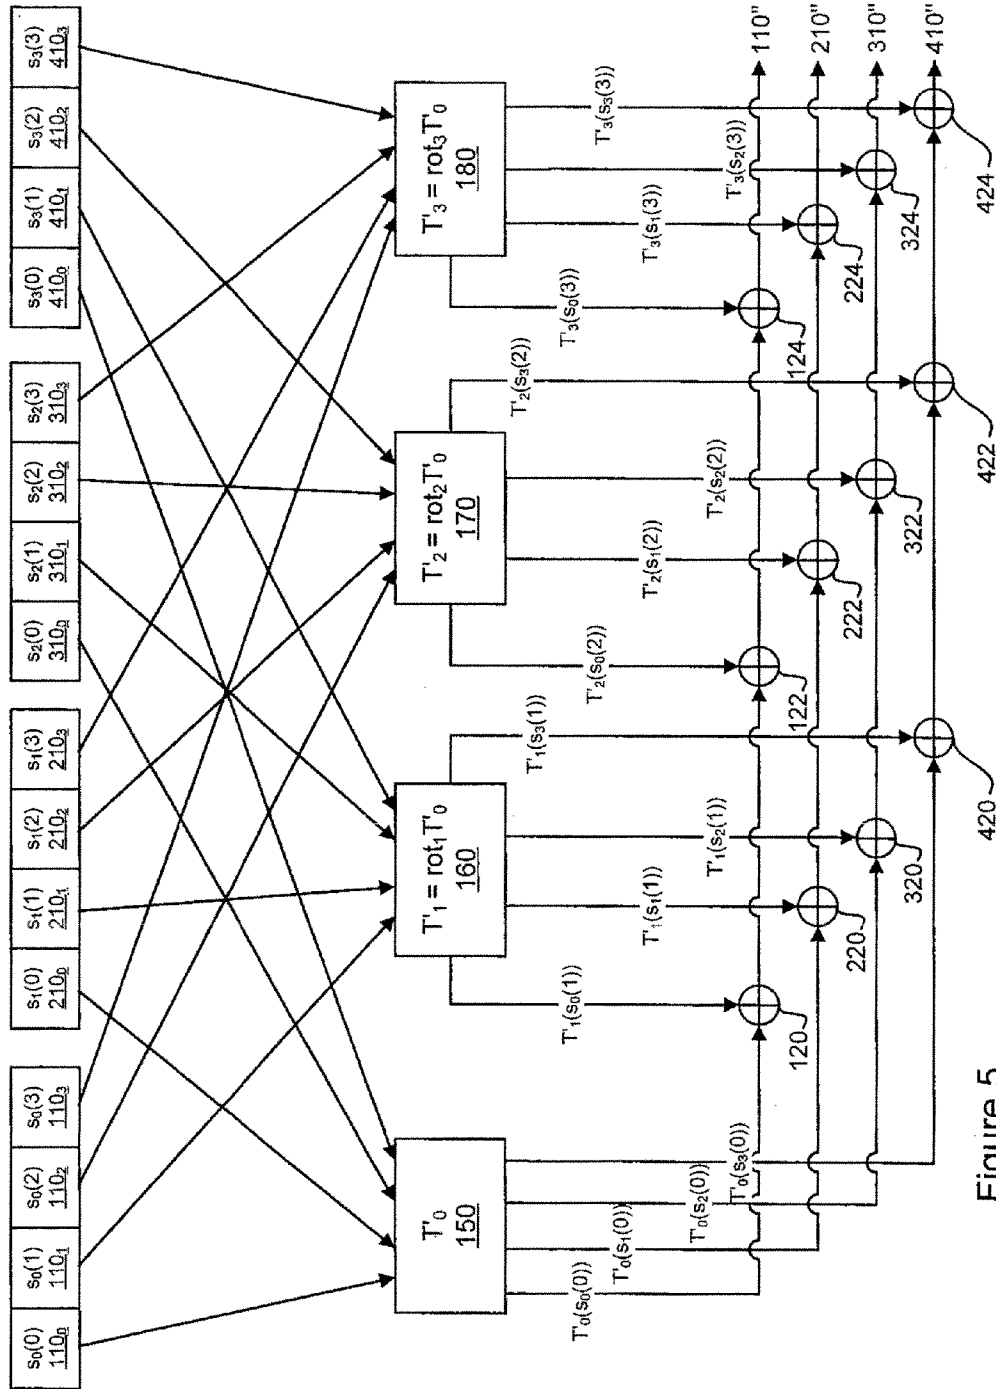 s₀(0) 110₀
s₀(1) 110₁
s₀(2) 110₂
s₀(3) 110₃
s₁(0) 210₀
s₁(1) 210₁
s₁(2) 210₂
s₁(3) 210₃
s₂(0) 310₀
s₂(1) 310₁
s₂(2) 310₂
s₂(3) 310₃
s₃(0) 410₀
s₃(1) 410₁
s₃(2) 410₂
s₃(3) 410₃
T'₀
150
T'₁ = rot₁T'₀
160
T'₂ = rot₂T'₀
170
T'₃ = rot₃T'₀
180
T'₀(s₀(0))
T'₀(s₁(0))
T'₀(s₂(0))
T'₀(s₃(0))
T'₁(s₀(1))
T'₁(s₁(1))
T'₁(s₂(1))
T'₁(s₃(1))
T'₂(s₀(2))
T'₂(s₁(2))
T'₂(s₂(2))
T'₂(s₃(2))
T'₃(s₀(3))
T'₃(s₁(3))
T'₃(s₂(3))
T'₃(s₃(3))
120
122
124
110"
220
222
224
210"
320
322
324
310"
420
422
424
410"
Figure 5